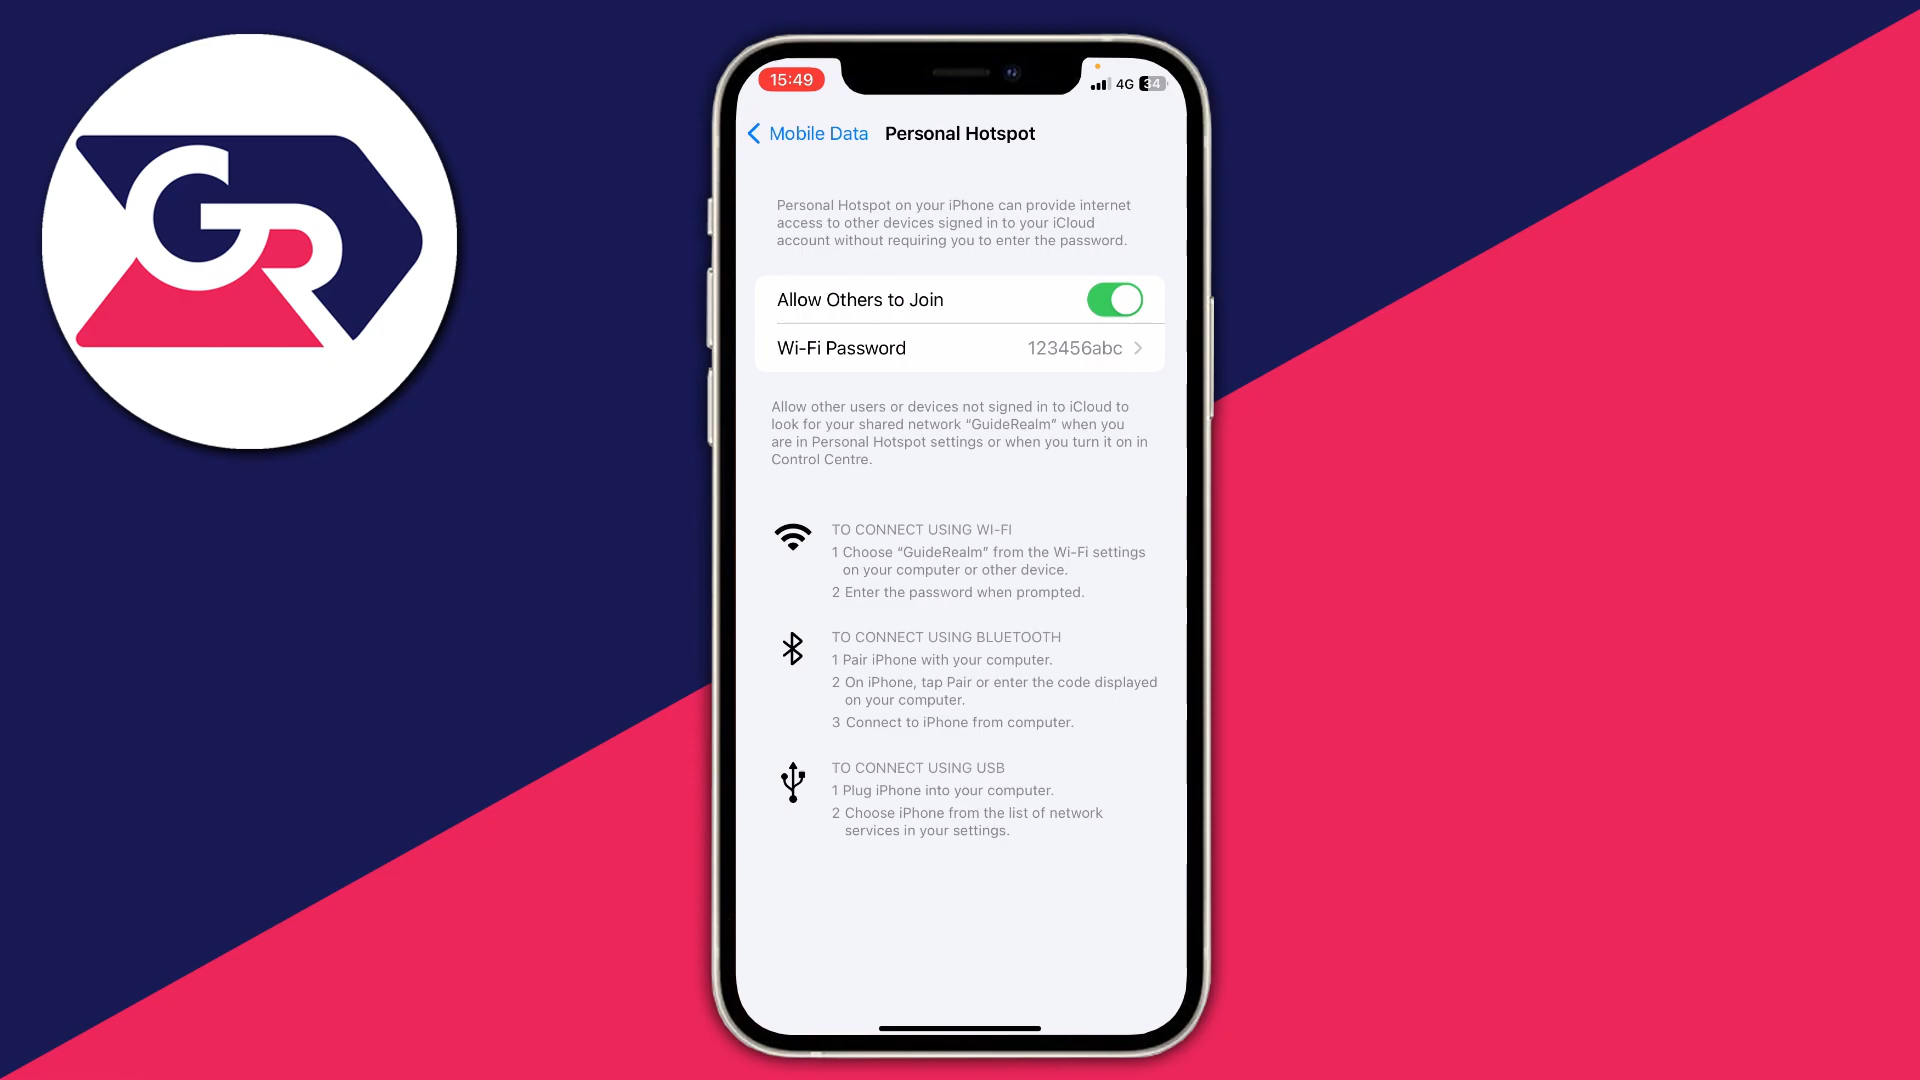 GR
15:49
4G 34
Mobile Data Personal Hotspot
Personal Hotspot on your iPhone can provide internet
access to other devices signed in to your iCloud
account without requiring you to enter the password.
Allow Others to Join
Wi-Fi Password 123456abc
Allow other users or devices not signed in to iCloud to
look for your shared network “GuideRealm” when you
are in Personal Hotspot settings or when you turn it on in
Control Centre.
TO CONNECT USING WI-FI
1 Choose “GuideRealm” from the Wi-Fi settings
on your computer or other device.
2 Enter the password when prompted.
TO CONNECT USING BLUETOOTH
1 Pair iPhone with your computer.
2 On iPhone, tap Pair or enter the code displayed
on your computer.
3 Connect to iPhone from computer.
TO CONNECT USING USB
1 Plug iPhone into your computer.
2 Choose iPhone from the list of network
services in your settings.